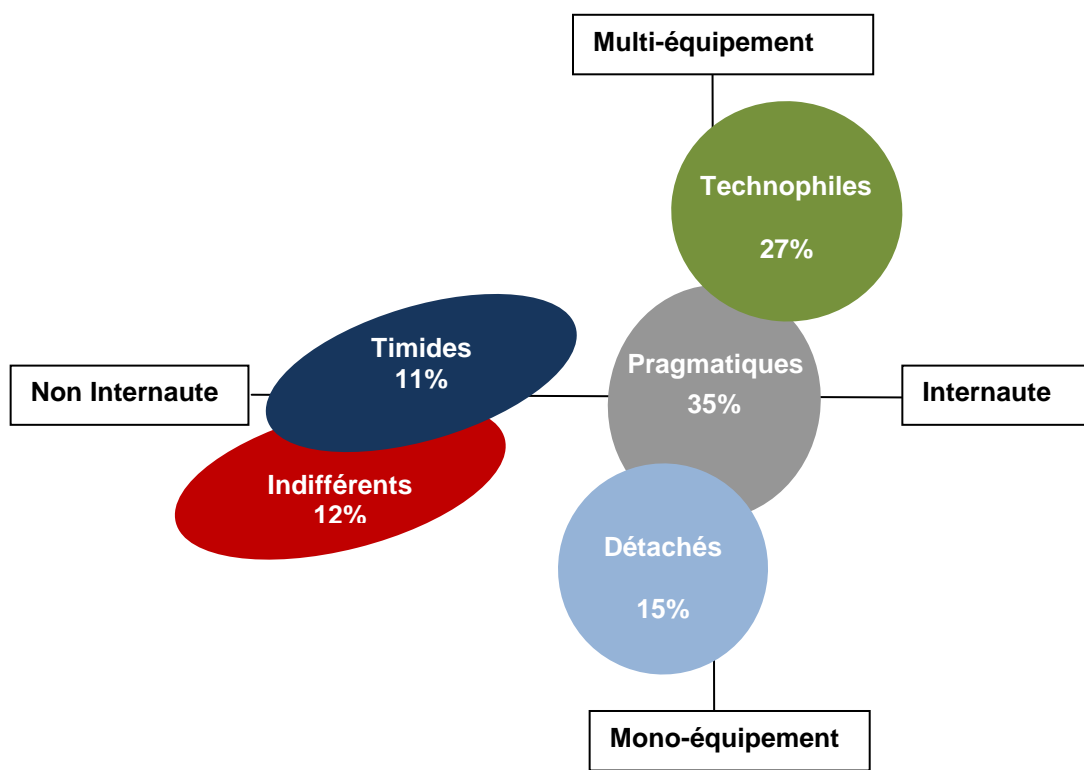 Multi-équipement
Technophiles
27%
Timides
11%
Pragmatiques
35%
Non Internaute
Internaute
Indifférents
12%
Détachés
15%
Mono-équipement